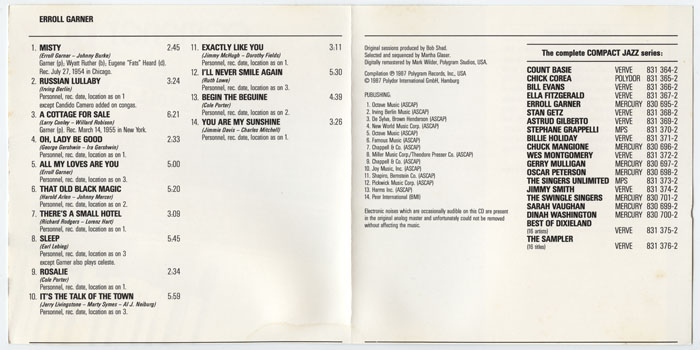 ERROLL GARNER
1. MISTY 2.45
(Erroll Garner – Johnny Burke)
Garner (p); Wyatt Ruther (b); Eugene "Fats" Heard (d).
Rec. July 27, 1954 in Chicago.
2. RUSSIAN LULLABY 3.24
(Irving Berlin)
Personnel, rec. date, location as on 1
except Candido Camero added on congas.
3. A COTTAGE FOR SALE 6.21
(Larry Conley – Willard Robison)
Garner (p). Rec. March 14, 1955 in New York.
4. OH, LADY BE GOOD 2.33
(George Gershwin – Ira Gershwin)
Personnel, rec. date, location as on 1.
5. ALL MY LOVES ARE YOU 5.00
(Erroll Garner)
Personnel, rec. date, location as on 3.
6. THAT OLD BLACK MAGIC 5.20
(Harold Arlen – Johnny Mercer)
Personnel, rec. date, location as on 2.
7. THERE'S A SMALL HOTEL 3.09
(Richard Rodgers – Lorenz Hart)
Personnel, rec. date, location as on 1.
8. SLEEP 5.45
(Earl Lebieg)
Personnel, rec. date, location as on 3
except Garner also plays celeste.
9. ROSALIE 2.34
(Cole Porter)
Personnel, rec. date, location as on 1.
10. IT'S THE TALK OF THE TOWN 5.59
(Jerry Livingstone – Marty Symes – Al J. Neiburg)
Personnel, rec. date, location as on 3.
11. EXACTLY LIKE YOU 3.11
(Jimmy McHugh – Dorothy Fields)
Personnel, rec. date, location as on 1.
12. I'LL NEVER SMILE AGAIN 5.30
(Ruth Lowe)
Personnel, rec. date, location as on 3.
13. BEGIN THE BEGUINE 4.39
(Cole Porter)
Personnel, rec. date, location as on 2.
14. YOU ARE MY SUNSHINE 3.26
(Jimmie Davis – Charles Mitchell)
Personnel, rec. date, location as on 1.
Original sessions produced by Bob Shad.
Selected and sequenced by Martha Glaser.
Digitally remastered by Mark Wilder, Polygram Studios, USA.
Compilation ℗ 1987 Polygram Records, Inc., USA
© 1987 Polydor International GmbH, Hamburg
PUBLISHING:
1. Octave Music (ASCAP)
2. Irving Berlin Music (ASCAP)
3. De Sylva, Brown Henderson (ASCAP)
4. New World Music Corp. (ASCAP)
5. Octave Music (ASCAP)
6. Famous Music (ASCAP)
7. Chappell & Co. (ASCAP)
8. Miller Music Corp./Theodore Presser Co. (ASCAP)
9. Chappell & Co. (ASCAP)
10. Joy Music, Inc. (ASCAP)
11. Shapiro, Bernstein Co. (ASCAP)
12. Pickwick Music Corp. (ASCAP)
13. Harms Inc. (ASCAP)
14. Peer International (BMI)
Electronic noises which are occasionally audible on this CD are present
in the original analog master and unfortunately could not be removed
without affecting the music.
The complete COMPACT JAZZ series:
COUNT BASIE VERVE 831 364-2
CHICK COREA POLYDOR 831 365-2
BILL EVANS VERVE 831 366-2
ELLA FITZGERALD VERVE 831 367-2
ERROLL GARNER MERCURY 830 695-2
STAN GETZ VERVE 831 368-2
ASTRUD GILBERTO VERVE 831 369-2
STEPHANE GRAPPELLI MPS 831 370-2
BILLIE HOLIDAY VERVE 831 371-2
CHUCK MANGIONE MERCURY 830 696-2
WES MONTGOMERY VERVE 831 372-2
GERRY MULLIGAN MERCURY 830 697-2
OSCAR PETERSON MERCURY 830 698-2
THE SINGERS UNLIMITED MPS 831 373-2
JIMMY SMITH VERVE 831 374-2
THE SWINGLE SINGERS MERCURY 830 701-2
SARAH VAUGHAN MERCURY 830 699-2
DINAH WASHINGTON MERCURY 830 700-2
BEST OF DIXIELAND
(16 artists) VERVE 831 375-2
THE SAMPLER
(16 titles) VERVE 831 376-2